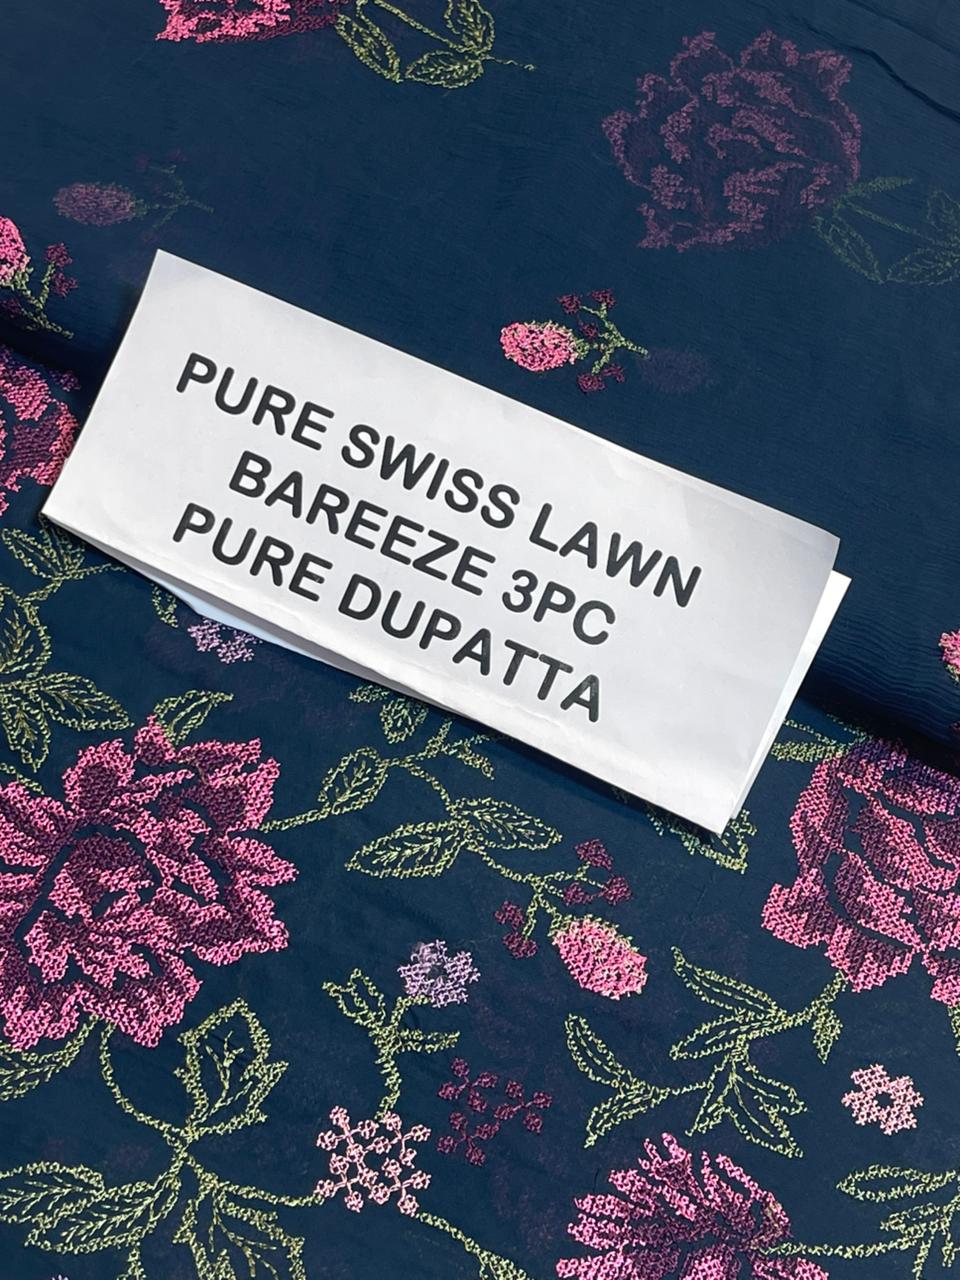 PURE SWISS LAWN
BAREEZE 3PC
PURE DUPATTA